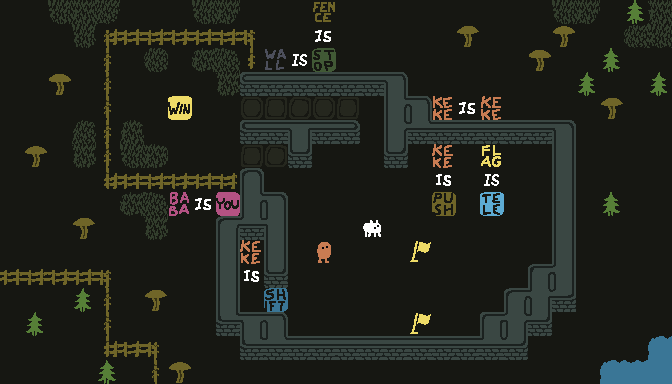 FENCE
IS
WALL IS STOP
WIN
KEKE IS KEKE
KEKE FLAG
IS IS
PUSH TELE
BABA IS YOU
KEKE
IS
SHIFT